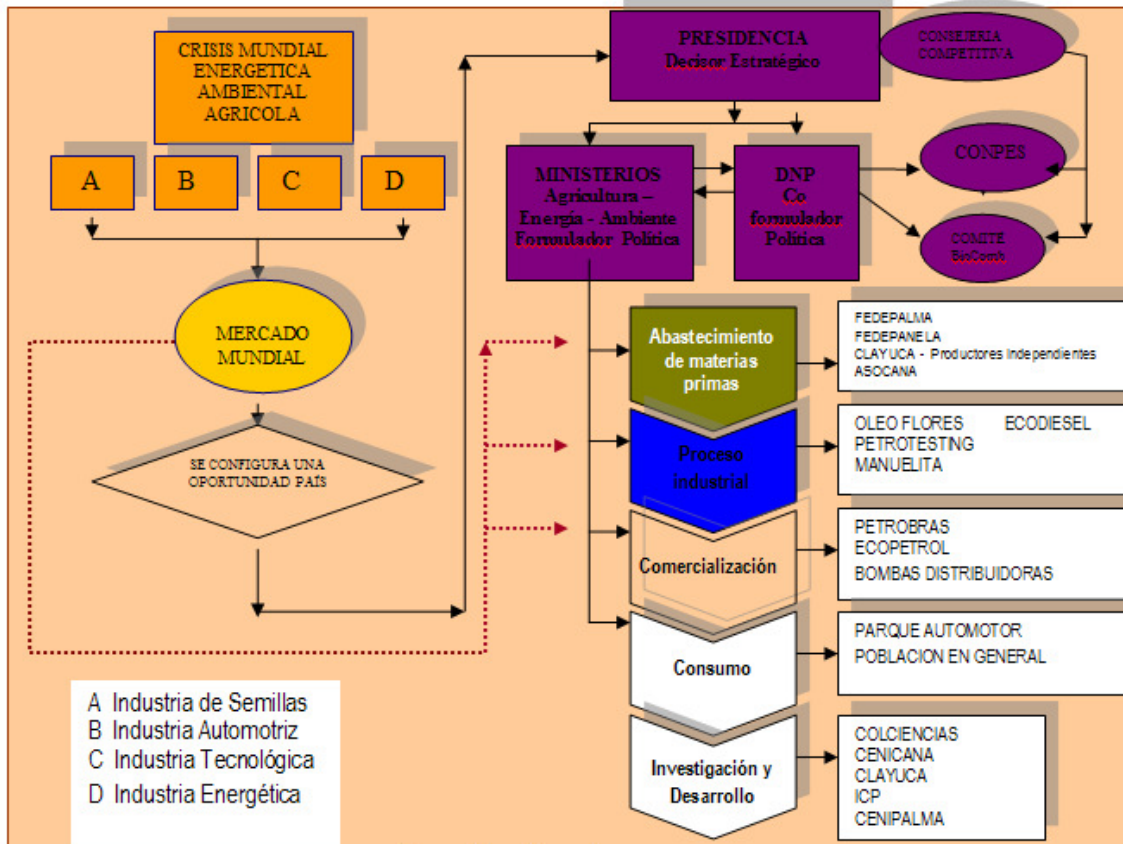 CRISIS MUNDIAL
ENERGETICA
AMBIENTAL
AGRICOLA
A
B
C
D
MERCADO
MUNDIAL
SE CONFIGURA UNA
OPORTUNIDAD PAÍS
A Industria de Semillas
B Industria Automotriz
C Industria Tecnológica
D Industria Energética
PRESIDENCIA
Decisor Estratégico
CONSEJERIA
COMPETITIVA
MINISTERIOS
Agricultura –
Energía - Ambiente
Formulador Política
DNP
Co
formulador
Política
CONPES
COMITÉ
BioComb
Abastecimiento
de materias
primas
FEDEPALMA
FEDEPANELA
CLAYUCA - Productores Independientes
ASOCANA
Proceso
industrial
OLEO FLORES ECODIESEL
PETROTESTING
MANUELITA
Comercialización
PETROBRAS
ECOPETROL
BOMBAS DISTRIBUIDORAS
Consumo
PARQUE AUTOMOTOR
POBLACION EN GENERAL
Investigación y
Desarrollo
COLCIENCIAS
CENICANA
CLAYUCA
ICP
CENIPALMA